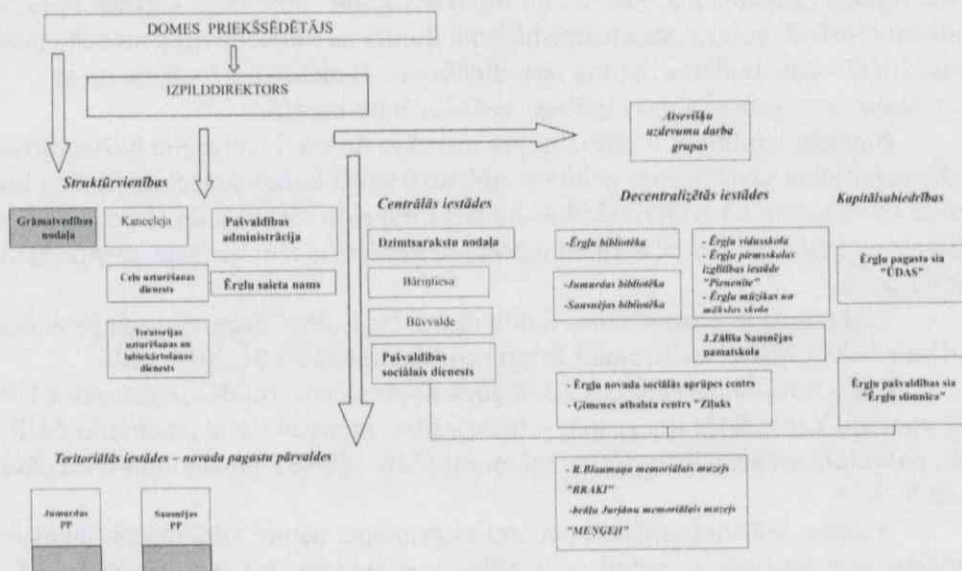 DOMES PRIEKŠSĒDĒTĀJS
IZPILDDIREKTORS
Atsevišķu
uzdevumu darba
grupas
Struktūrvienības
Grāmatvedības
nodaļa
Kanceleja
Pašvaldības
administrācija
Ceļu uzturēšanas
dienests
Ērgļu saieta nams
Teritorijas
uzturēšanas un
labiekārtošanas
dienests
Centrālās iestādes
Dzimtsarakstu nodaļa
Bāriņtiesa
Būvvalde
Pašvaldības
sociālais dienests
Decentralizētās iestādes
-Ērgļu bibliotēka
-Jumurdas bibliotēka
-Sausnējas bibliotēka
- Ērgļu vidusskola
- Ērgļu pirmsskolas
izglītības iestāde
"Pienenīte"
- Ērgļu mūzikas un
mākslas skola
J.Zālīša Sausnējas
pamatskola
- Ērgļu novada sociālās aprūpes centrs
- Ģimenes atbalsta centrs "Zīļuks
- R.Blaumaņa memoriālais muzejs
"BRAKI"
-brāļu Jurjānu memoriālais muzejs
"MEŅĢEĻI"
Kapitālsabiedrības
Ērgļu pagasta sia
"ŪDAS"
Ērgļu pašvaldības sia
"Ērgļu slimnīca"
Teritoriālās iestādes - novada pagastu pārvaldes
Jumurdas
PP
Sausnējas
PP